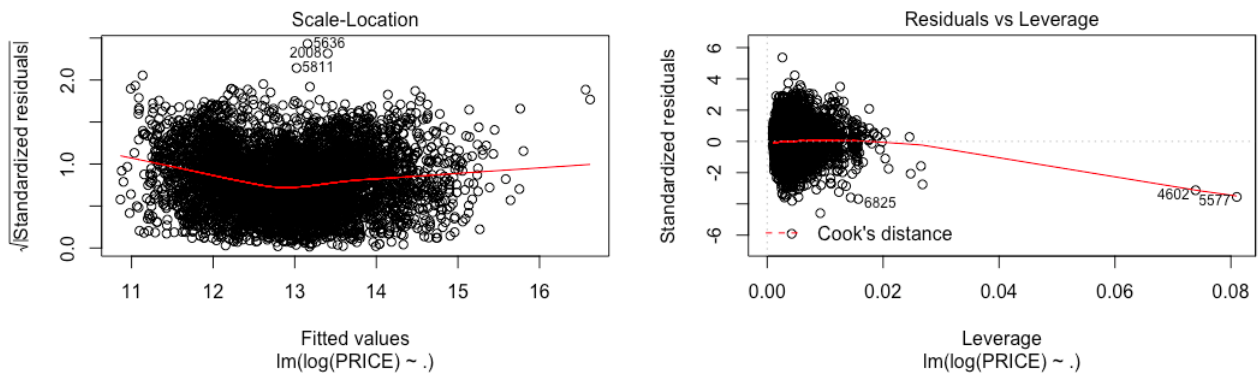 Scale-Location
√|Standardized residuals|
0.0
1.0
2.0
5636
2008
5811
11 12 13 14 15 16
Fitted values
lm(log(PRICE) ~ .)
Residuals vs Leverage
Standardized residuals
6
4
2
0
-2
-6
6825
4602
5577
Cook's distance
0.00 0.02 0.04 0.06 0.08
Leverage
lm(log(PRICE) ~ .)